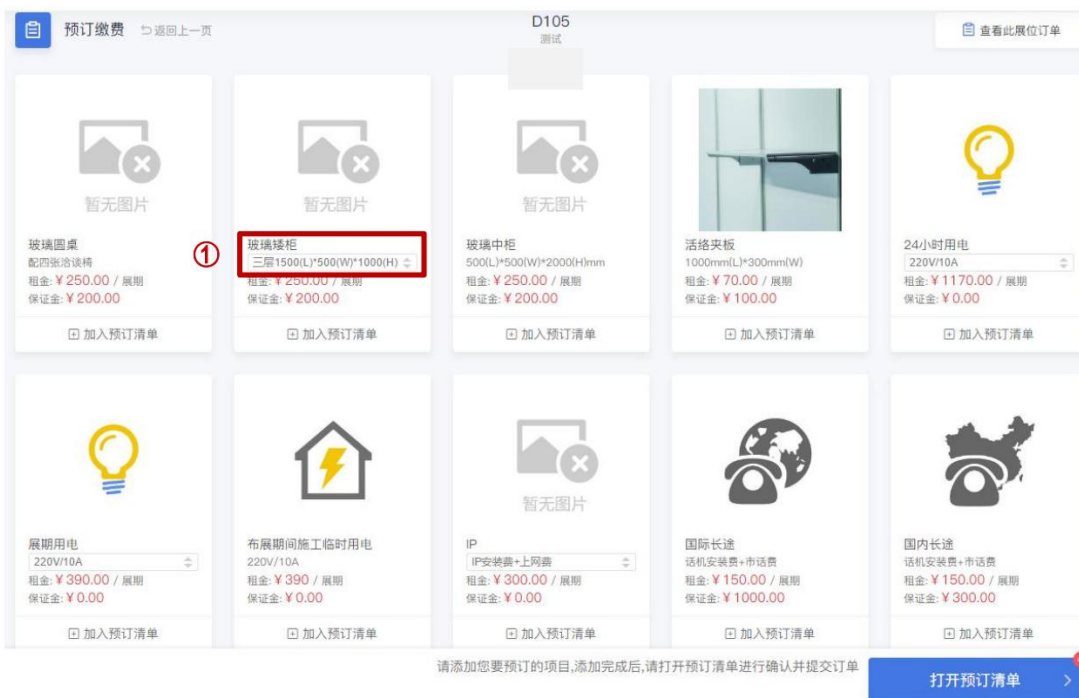 预订缴费
返回上一页
D105
测试
查看此展位订单
暂无图片
玻璃圆桌
配四张洽谈椅
租金:¥250.00 / 展期
保证金:¥200.00
加入预订清单
①
暂无图片
玻璃矮柜
三层1500(L)*500(W)*1000(H)
租金:¥250.00 / 展期
保证金:¥200.00
加入预订清单
暂无图片
玻璃中柜
500(L)*500(W)*2000(H)mm
租金:¥250.00 / 展期
保证金:¥200.00
加入预订清单
活络夹板
1000mm(L)*300mm(W)
租金:¥70.00 / 展期
保证金:¥100.00
加入预订清单
24小时用电
220V/10A
租金:¥1170.00 / 展期
保证金:¥0.00
加入预订清单
展期用电
220V/10A
租金:¥390.00 / 展期
保证金:¥0.00
加入预订清单
布展期间施工临时用电
220V/10A
租金:¥390 / 展期
保证金:¥0.00
加入预订清单
暂无图片
IP
IP安装费+上网费
租金:¥300.00 / 展期
保证金:¥0.00
加入预订清单
国际长途
话机安装费+市话费
租金:¥150.00 / 展期
保证金:¥1000.00
加入预订清单
国内长途
话机安装费+市话费
租金:¥150.00 / 展期
保证金:¥300.00
加入预订清单
请添加您要预订的项目,添加完成后,请打开预订清单进行确认并提交订单
打开预订清单